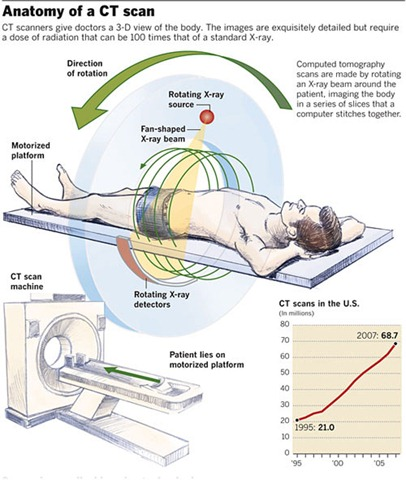 Anatomy of a CT scan
CT scanners give doctors a 3-D view of the body. The images are exquisitely detailed but require
a dose of radiation that can be 100 times that of a standard X-ray.
Direction
of rotation
Computed tomography
scans are made by rotating
an X-ray beam around the
patient, imaging the body
in a series of slices that a
computer stitches together.
Rotating X-ray
source
Fan-shaped
X-ray beam
Motorized
platform
Rotating X-ray
detectors
CT scan
machine
Patient lies on
motorized platform
CT scans in the U.S.
(In millions)
80
70
60
50
40
30
20
10
0
2007: 68.7
1995: 21.0
'95
'00
'05